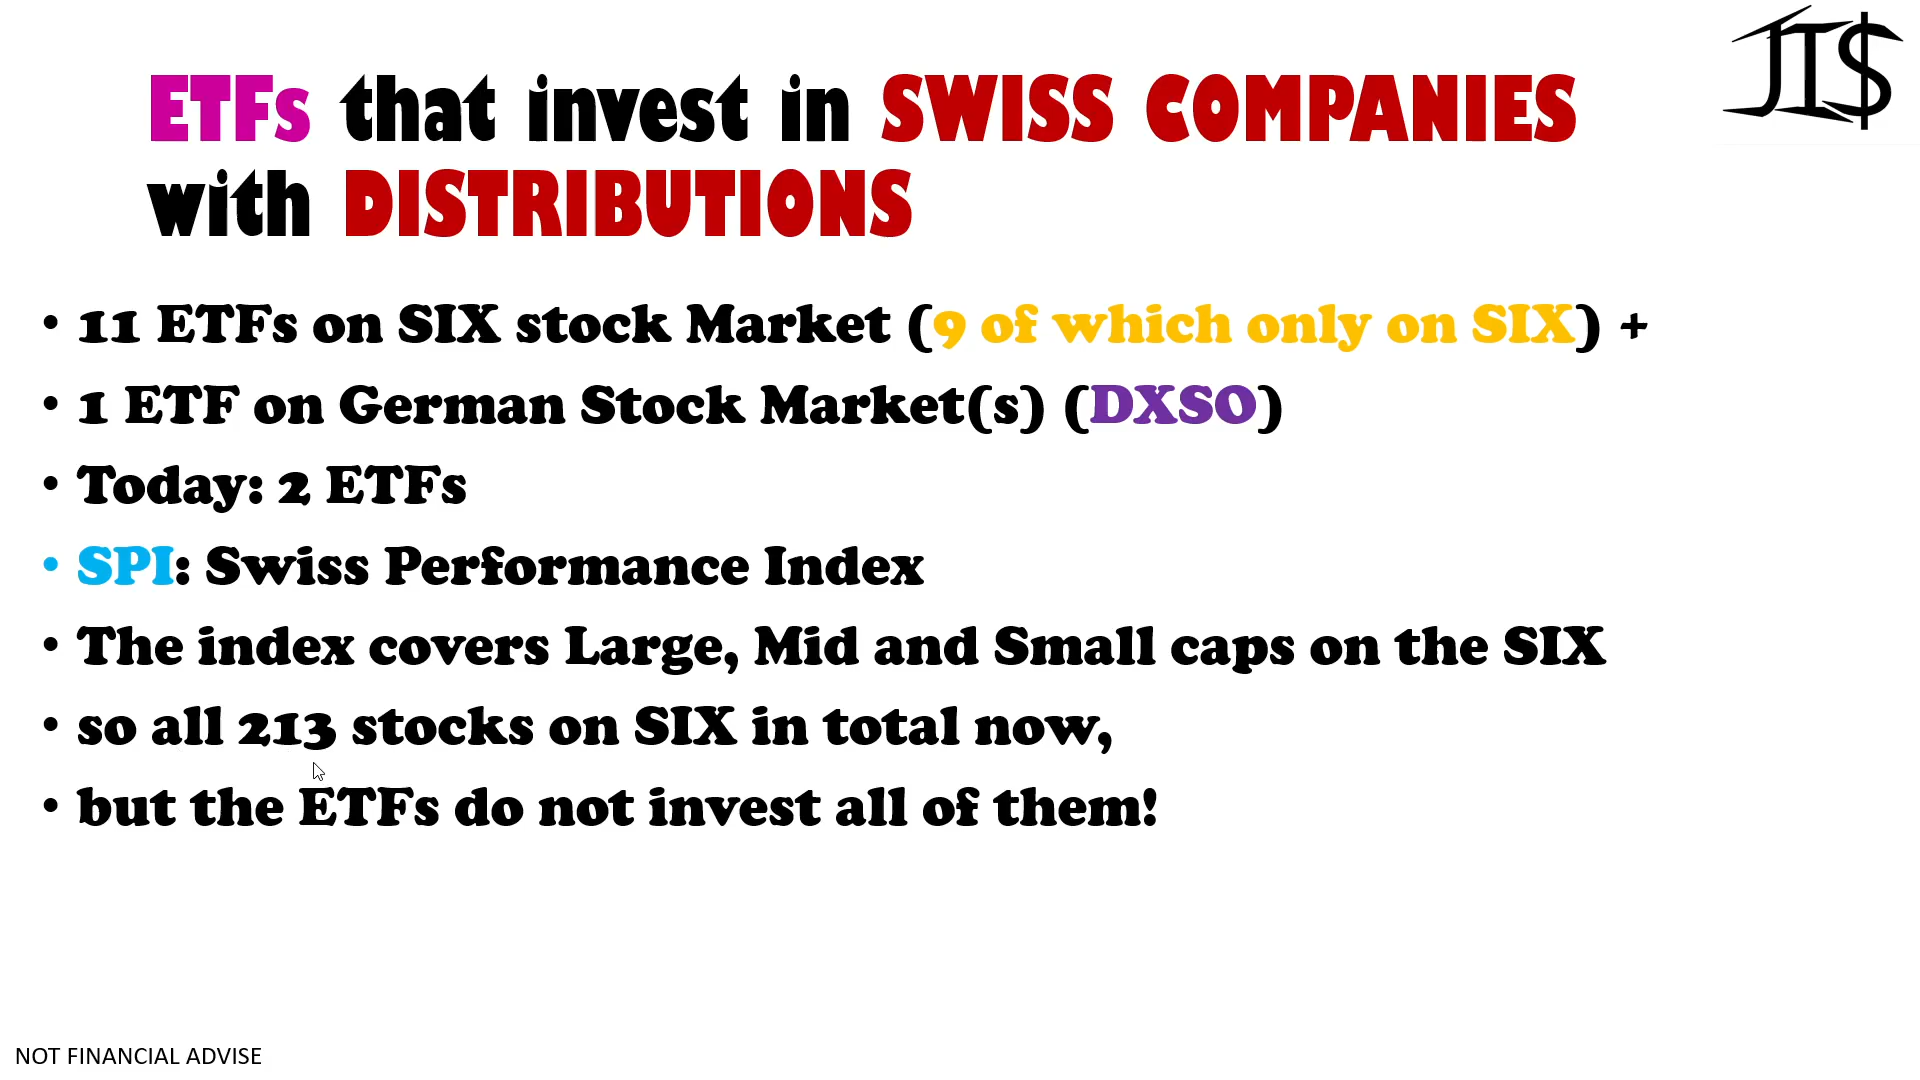 JI$
ETFs that invest in SWISS COMPANIES
with DISTRIBUTIONS
• 11 ETFs on SIX stock Market (9 of which only on SIX) +
• 1 ETF on German Stock Market(s) (DXSO)
• Today: 2 ETFs
• SPI: Swiss Performance Index
• The index covers Large, Mid and Small caps on the SIX
• so all 213 stocks on SIX in total now,
• but the ETFs do not invest all of them!
NOT FINANCIAL ADVISE